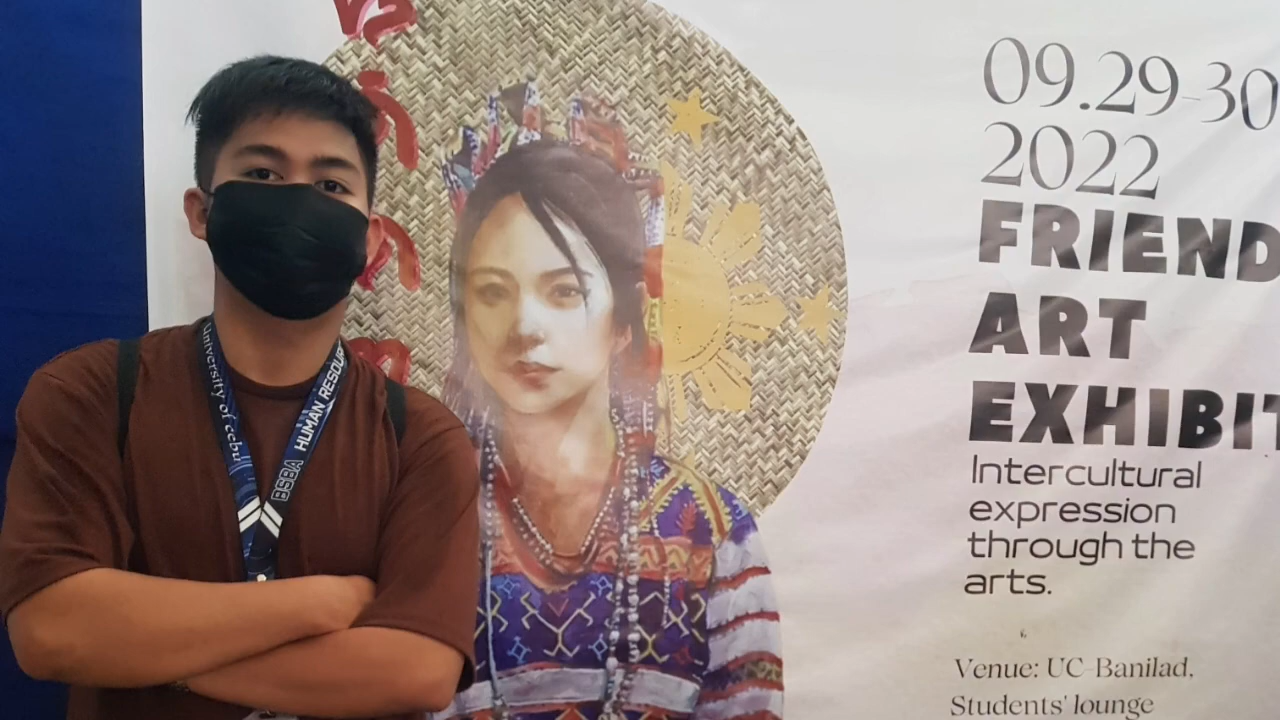 09.29-30
2022
FRIEND
ART
EXHIBIT
Intercultural
expression
through the
arts.
Venue: UC-Banilad,
Students' lounge
university of cebu
BSBA HUMAN RESOUR